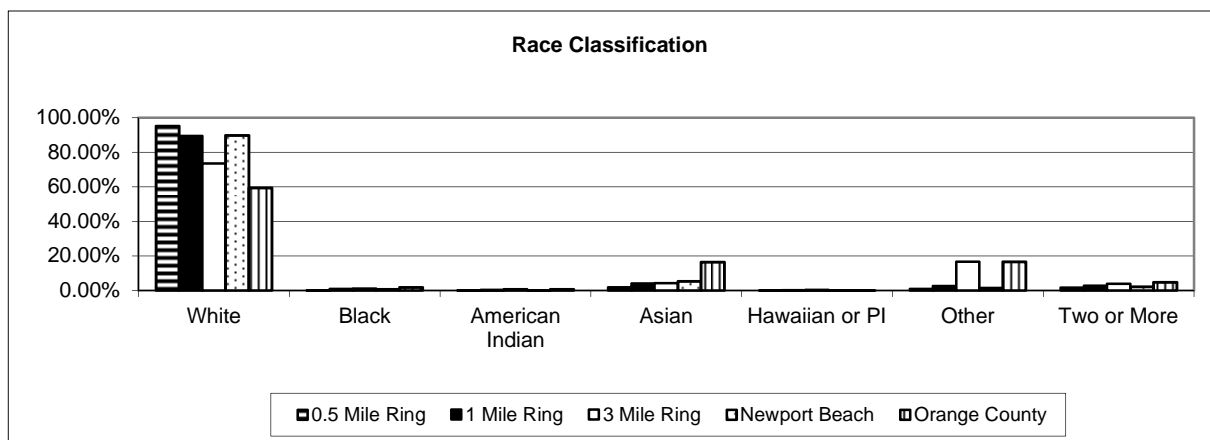 Race Classification
100.00%
80.00%
60.00%
40.00%
20.00%
0.00%
White Black American Indian Asian Hawaiian or PI Other Two or More
0.5 Mile Ring 1 Mile Ring 3 Mile Ring Newport Beach Orange County